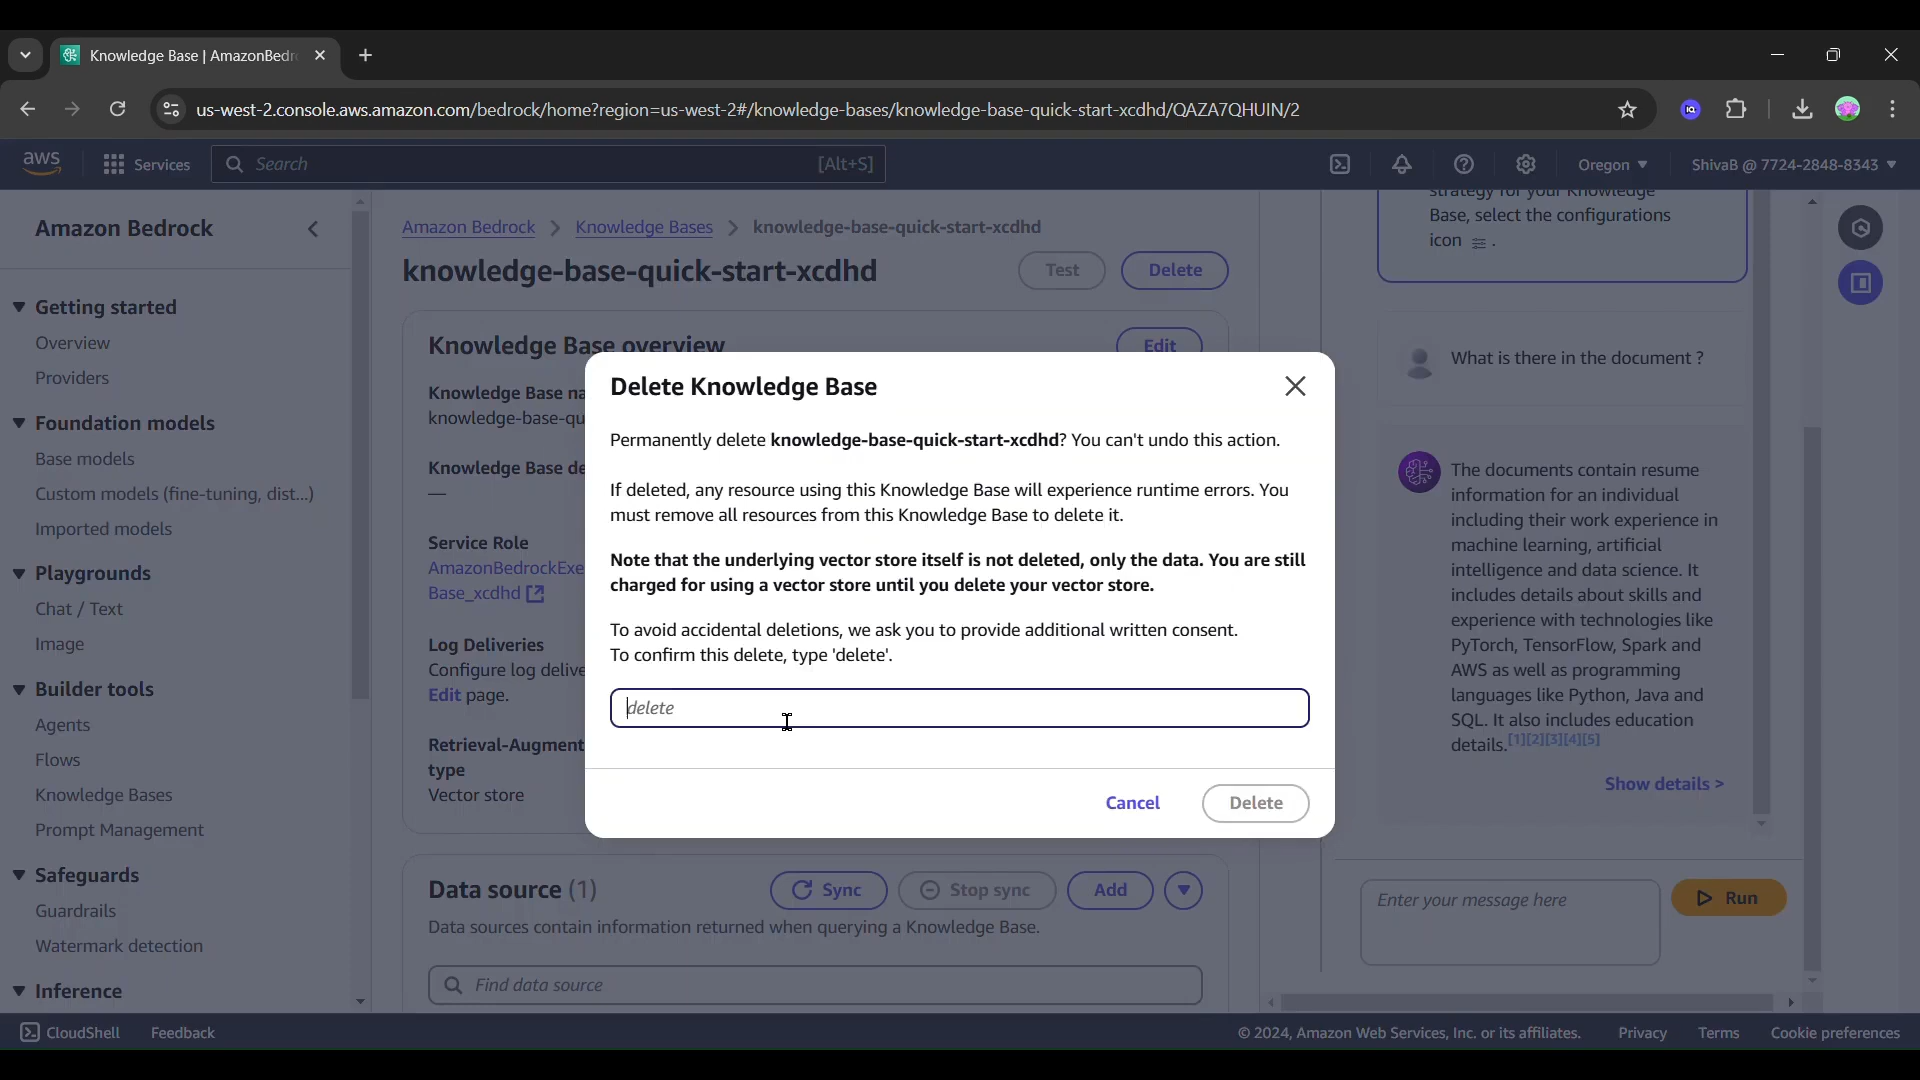 Knowledge Base | AmazonBedr
us-west-2.console.aws.amazon.com/bedrock/home?region=us-west-2#/knowledge-bases/knowledge-base-quick-start-xcdhd/QAZA7QHUIN/2
aws
Services
Search
[Alt+S]
Oregon
ShivaB @ 7724-2848-8343
Amazon Bedrock
Getting started
Overview
Providers
Foundation models
Base models
Custom models (fine-tuning, dist...)
Imported models
Playgrounds
Chat / Text
Image
Builder tools
Agents
Flows
Knowledge Bases
Prompt Management
Safeguards
Guardrails
Watermark detection
Inference
Amazon Bedrock
Knowledge Bases
knowledge-base-quick-start-xcdhd
knowledge-base-quick-start-xcdhd
Test
Delete
Knowledge Base overview
Edit
Knowledge Base na
knowledge-base-qu
Knowledge Base de
—
Service Role
AmazonBedrockExe
Base_xcdhd
Log Deliveries
Configure log delive
Edit page.
Retrieval-Augment
type
Vector store
Delete Knowledge Base
Permanently delete knowledge-base-quick-start-xcdhd? You can't undo this action.
If deleted, any resource using this Knowledge Base will experience runtime errors. You
must remove all resources from this Knowledge Base to delete it.
Note that the underlying vector store itself is not deleted, only the data. You are still
charged for using a vector store until you delete your vector store.
To avoid accidental deletions, we ask you to provide additional written consent.
To confirm this delete, type 'delete'.
delete
Cancel
Delete
Data source (1)
Sync
Stop sync
Add
Data sources contain information returned when querying a Knowledge Base.
Find data source
strategy for your Knowledge
Base, select the configurations
icon .
What is there in the document ?
The documents contain resume
information for an individual
including their work experience in
machine learning, artificial
intelligence and data science. It
includes details about skills and
experience with technologies like
PyTorch, TensorFlow, Spark and
AWS as well as programming
languages like Python, Java and
SQL. It also includes education
details. [1][2][3][4][5]
Show details >
Enter your message here
Run
CloudShell
Feedback
© 2024, Amazon Web Services, Inc. or its affiliates.
Privacy
Terms
Cookie preferences